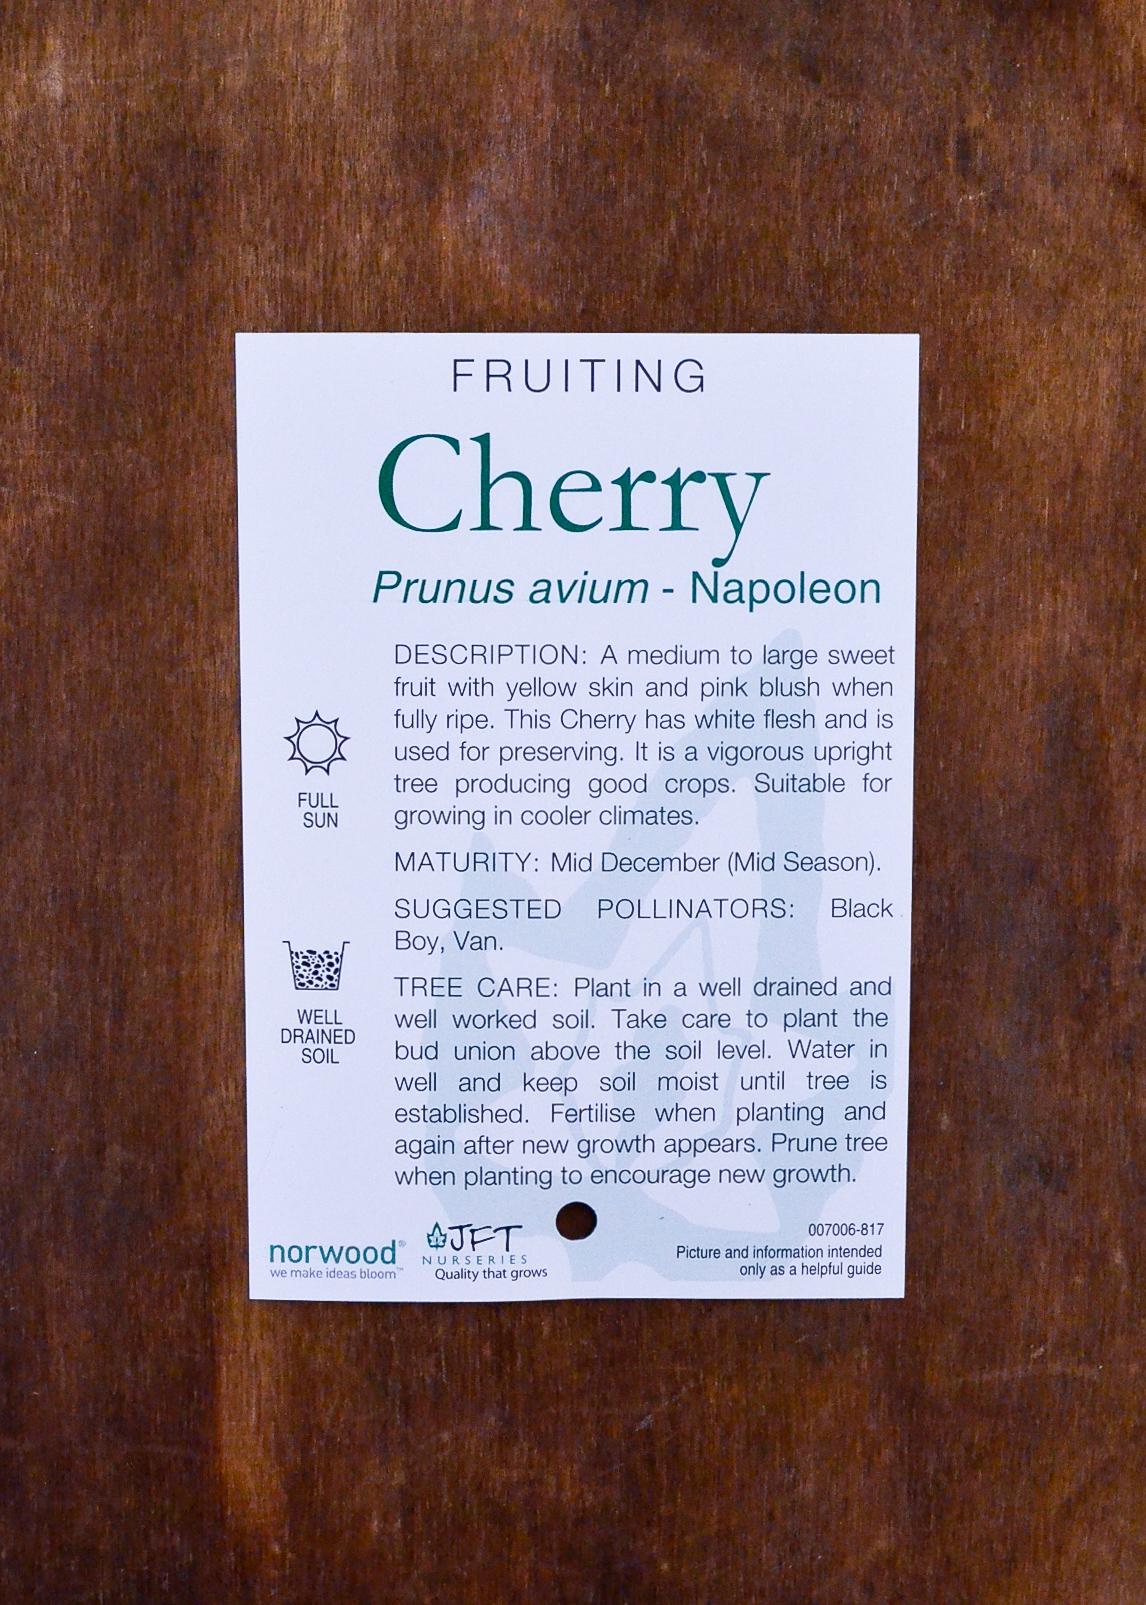 FRUITING
Cherry
Prunus avium - Napoleon
DESCRIPTION: A medium to large sweet
fruit with yellow skin and pink blush when
fully ripe. This Cherry has white flesh and is
used for preserving. It is a vigorous upright
tree producing good crops. Suitable for
growing in cooler climates.
MATURITY: Mid December (Mid Season).
SUGGESTED POLLINATORS: Black
Boy, Van.
TREE CARE: Plant in a well drained and
well worked soil. Take care to plant the
bud union above the soil level. Water in
well and keep soil moist until tree is
established. Fertilise when planting and
again after new growth appears. Prune tree
when planting to encourage new growth.
FULL
SUN
WELL
DRAINED
SOIL
norwood®
we make ideas bloom™
JFT
NURSERIES
Quality that grows
007006-817
Picture and information intended
only as a helpful guide